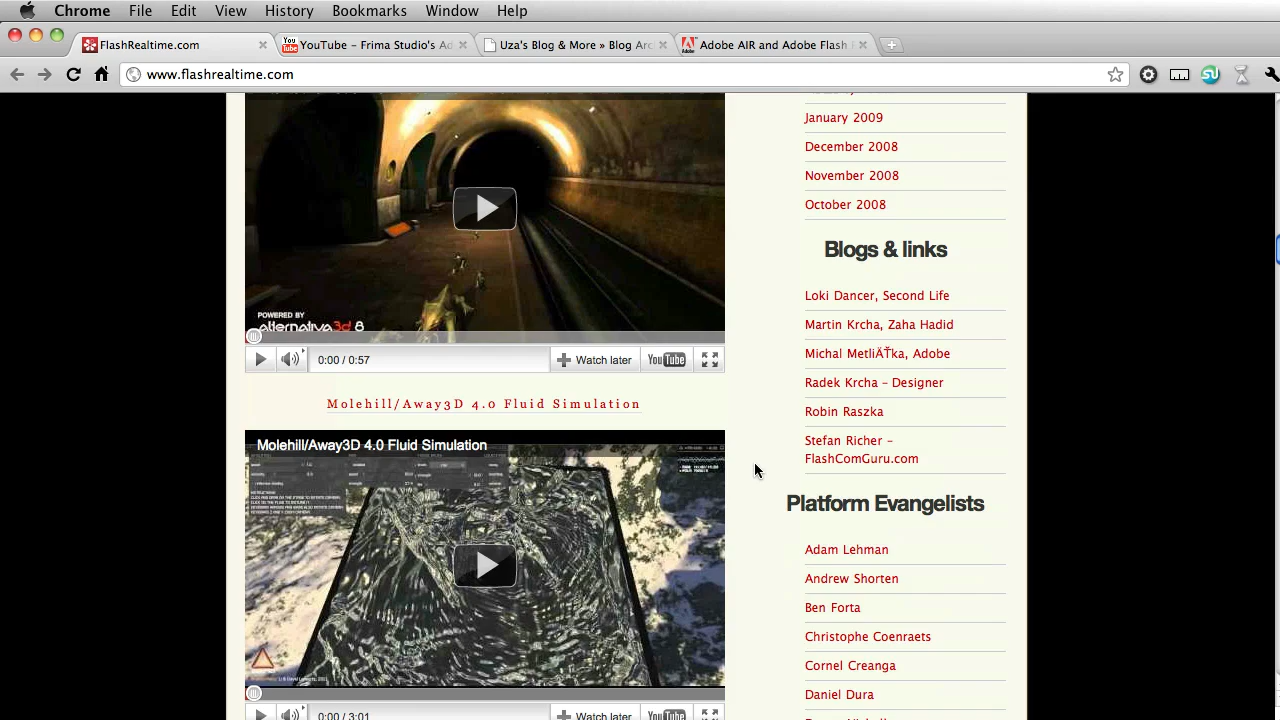 Chrome File Edit View History Bookmarks Window Help
FlashRealtime.com
YouTube – Frima Studio's Ad
Uza's Blog & More » Blog Arc
Adobe AIR and Adobe Flash F
www.flashrealtime.com
POWERED BY
alternativa3d 8
0:00 / 0:57
Watch later
YouTube
Molehill/Away3D 4.0 Fluid Simulation
Molehill/Away3D 4.0 Fluid Simulation
0:00 / 3:01
Watch later
YouTube
January 2009
December 2008
November 2008
October 2008
Blogs & links
Loki Dancer, Second Life
Martin Krcha, Zaha Hadid
Michal MetliÄŤka, Adobe
Radek Krcha – Designer
Robin Raszka
Stefan Richer –
FlashComGuru.com
Platform Evangelists
Adam Lehman
Andrew Shorten
Ben Forta
Christophe Coenraets
Cornel Creanga
Daniel Dura